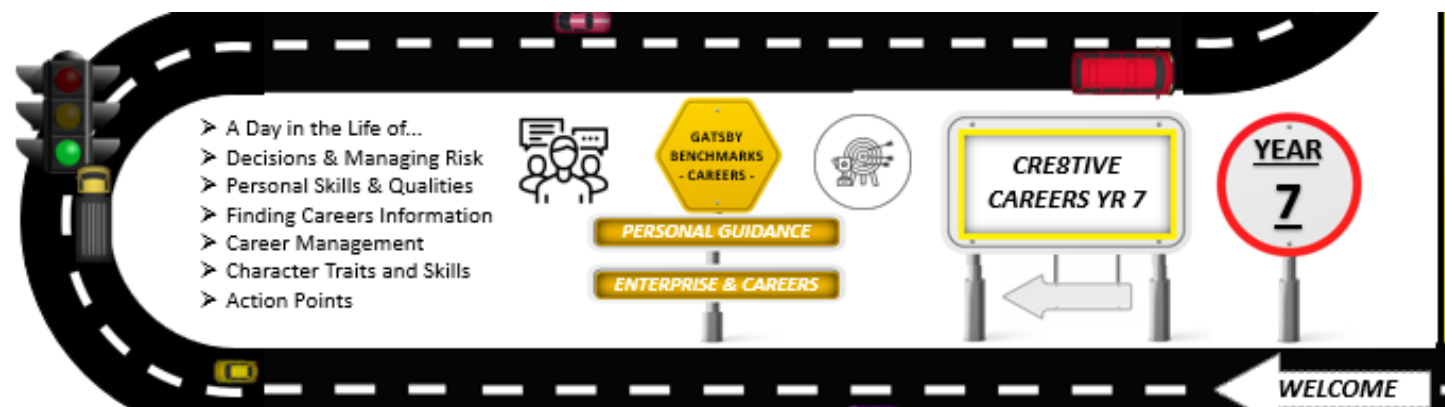 ➢ A Day in the Life of...
➢ Decisions & Managing Risk
➢ Personal Skills & Qualities
➢ Finding Careers Information
➢ Career Management
➢ Character Traits and Skills
➢ Action Points
GATSBY
BENCHMARKS
- CAREERS -
PERSONAL GUIDANCE
ENTERPRISE & CAREERS
CRE8TIVE
CAREERS YR 7
YEAR
7
WELCOME